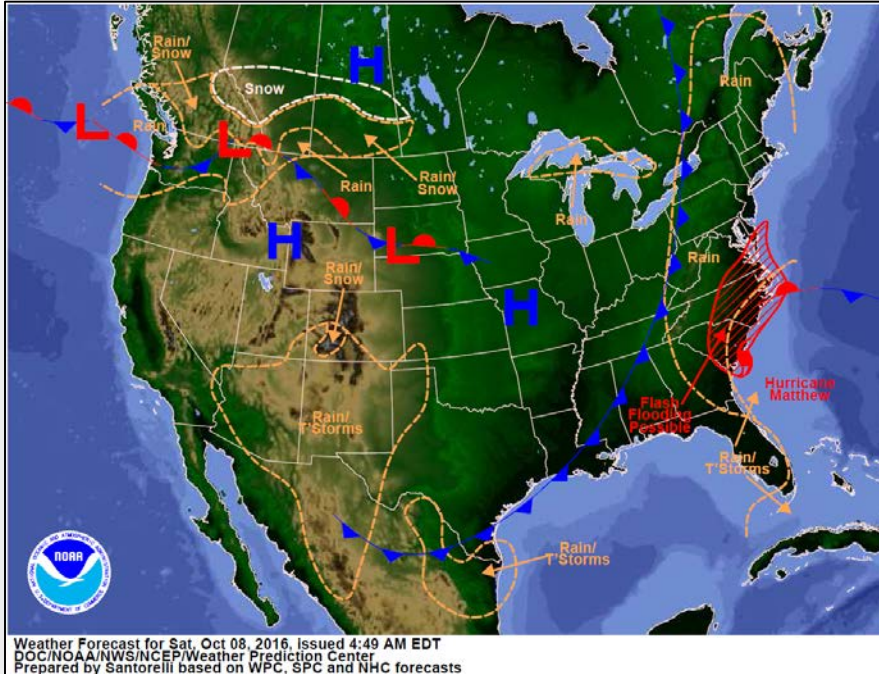 Rain/
Snow
H
Snow
Rain
L
L
Rain
Rain/
Snow
Rain
Rain
H
L
Rain/
Snow
Rain
H
Flash
Flooding
Possible
Hurricane
Matthew
Rain/
T'Storms
Rain/
T'Storms
Rain/
T'Storms
NOAA
Weather Forecast for Sat, Oct 08, 2016, issued 4:49 AM EDT
DOC/NOAA/NWS/NCEP/Weather Prediction Center
Prepared by Santorelli based on WPC, SPC and NHC forecasts